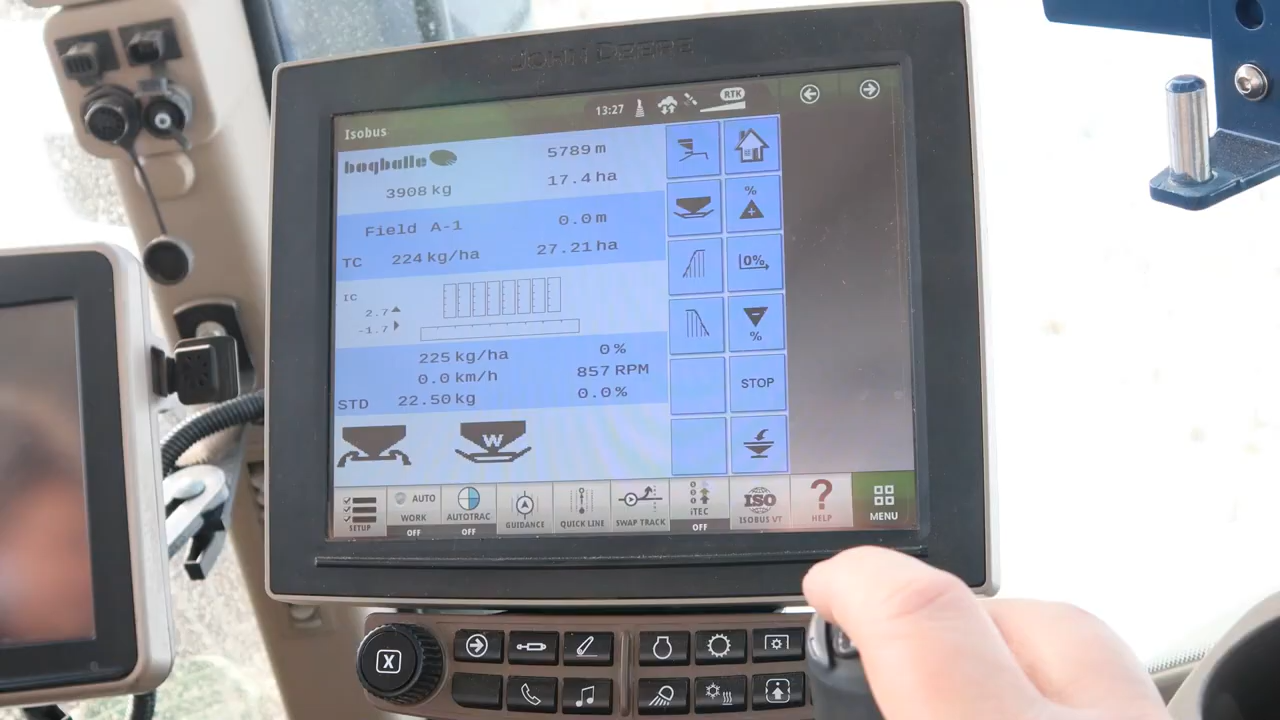 JOHN DEERE
13:27
RTK
Isobus
bogballe
5789 m
3908 kg
17.4 ha
Field A-1
0.0 m
TC 224 kg/ha
27.21 ha
IC
2.7
-1.7
225 kg/ha
0%
0.0 km/h
857 RPM
STD 22.50 kg
0.0%
W
%
0%
%
STOP
SETUP
AUTO
WORK
OFF
AUTOTRAC
OFF
GUIDANCE
QUICK LINE
SWAP TRACK
iTEC
OFF
ISO
ISOBUS VT
?
HELP
MENU
X